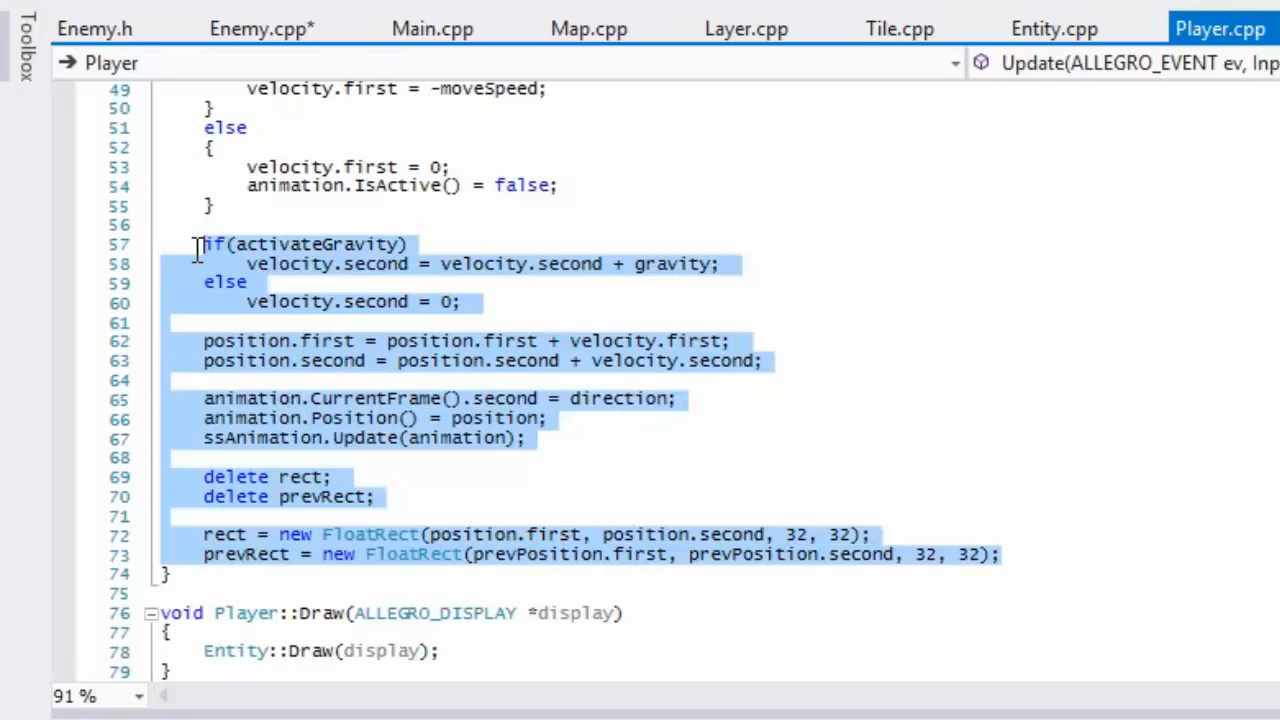 Toolbox
Enemy.h Enemy.cpp* Main.cpp Map.cpp Layer.cpp Tile.cpp Entity.cpp Player.cpp
Player Update(ALLEGRO_EVENT ev, Inp
49 velocity.first = -moveSpeed;
50 }
51 else
52 {
53 velocity.first = 0;
54 animation.IsActive() = false;
55 }
56
57 if(activateGravity)
58 velocity.second = velocity.second + gravity;
59 else
60 velocity.second = 0;
61
62 position.first = position.first + velocity.first;
63 position.second = position.second + velocity.second;
64
65 animation.CurrentFrame().second = direction;
66 animation.Position() = position;
67 ssAnimation.Update(animation);
68
69 delete rect;
70 delete prevRect;
71
72 rect = new FloatRect(position.first, position.second, 32, 32);
73 prevRect = new FloatRect(prevPosition.first, prevPosition.second, 32, 32);
74 }
75
76 void Player::Draw(ALLEGRO_DISPLAY *display)
77 {
78 Entity::Draw(display);
79 }
91 %